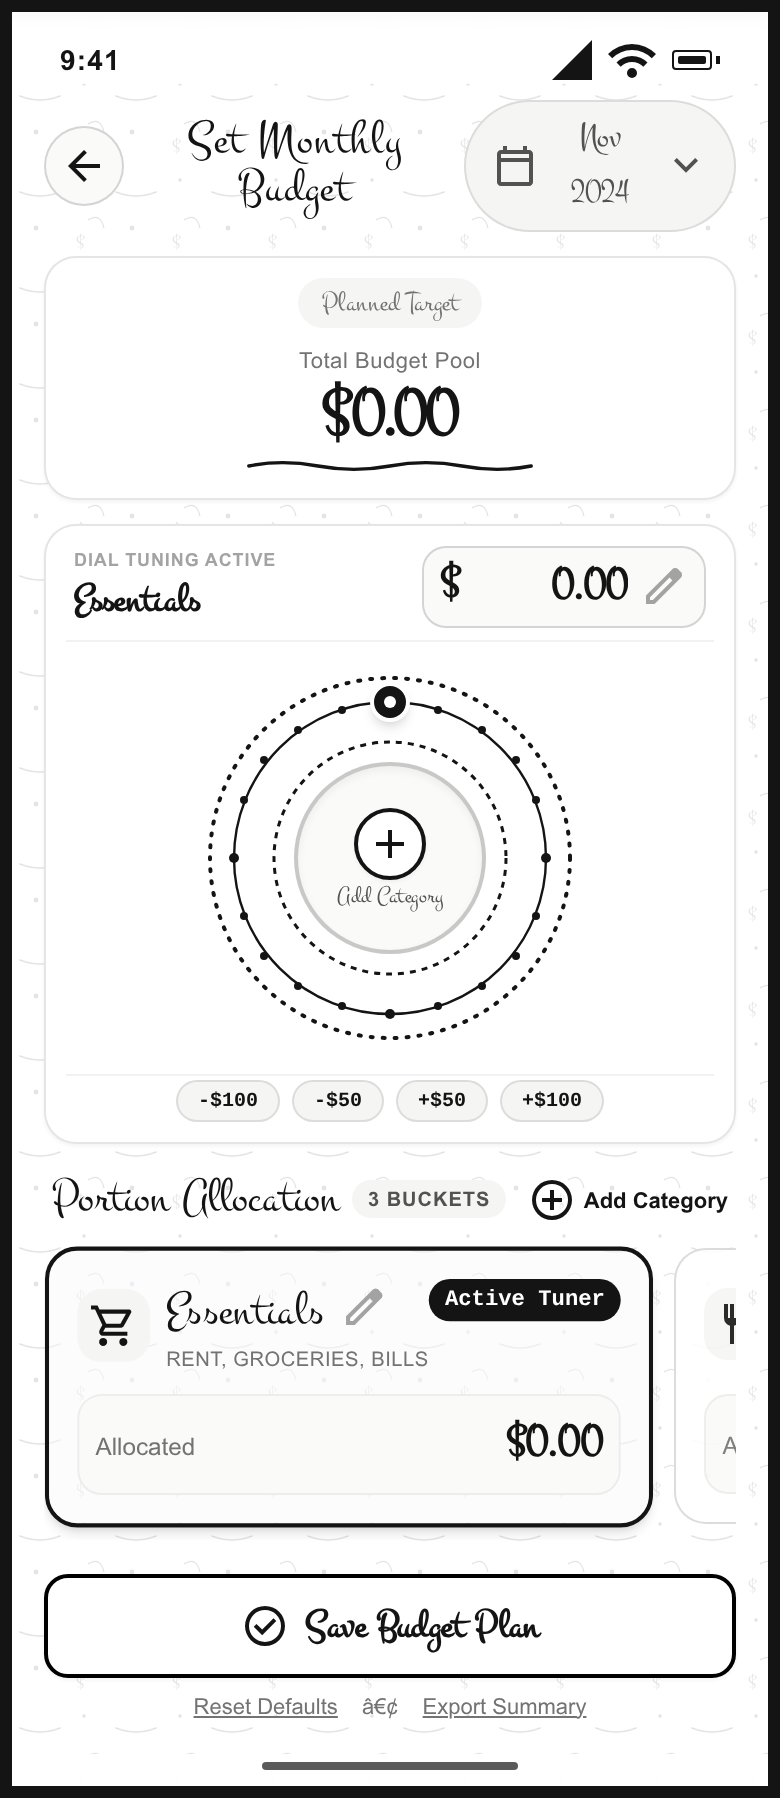 9:41
Set Monthly
Budget
Nov
2024
Planned Target
Total Budget Pool
$0.00
DIAL TUNING ACTIVE
Essentials
$ 0.00
Add Category
-$100 -$50 +$50 +$100
Portion Allocation 3 BUCKETS Add Category
Essentials Active Tuner
RENT, GROCERIES, BILLS
Allocated $0.00
A
Save Budget Plan
Reset Defaults â€¢ Export Summary